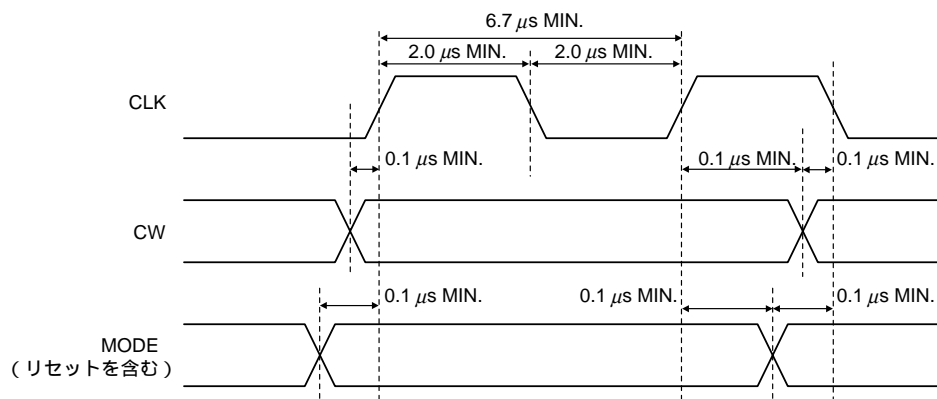 6.7 μs MIN.
2.0 μs MIN. 2.0 μs MIN.
CLK
0.1 μs MIN. 0.1 μs MIN. 0.1 μs MIN.
CW
0.1 μs MIN. 0.1 μs MIN. 0.1 μs MIN.
MODE
(リセットを含む)